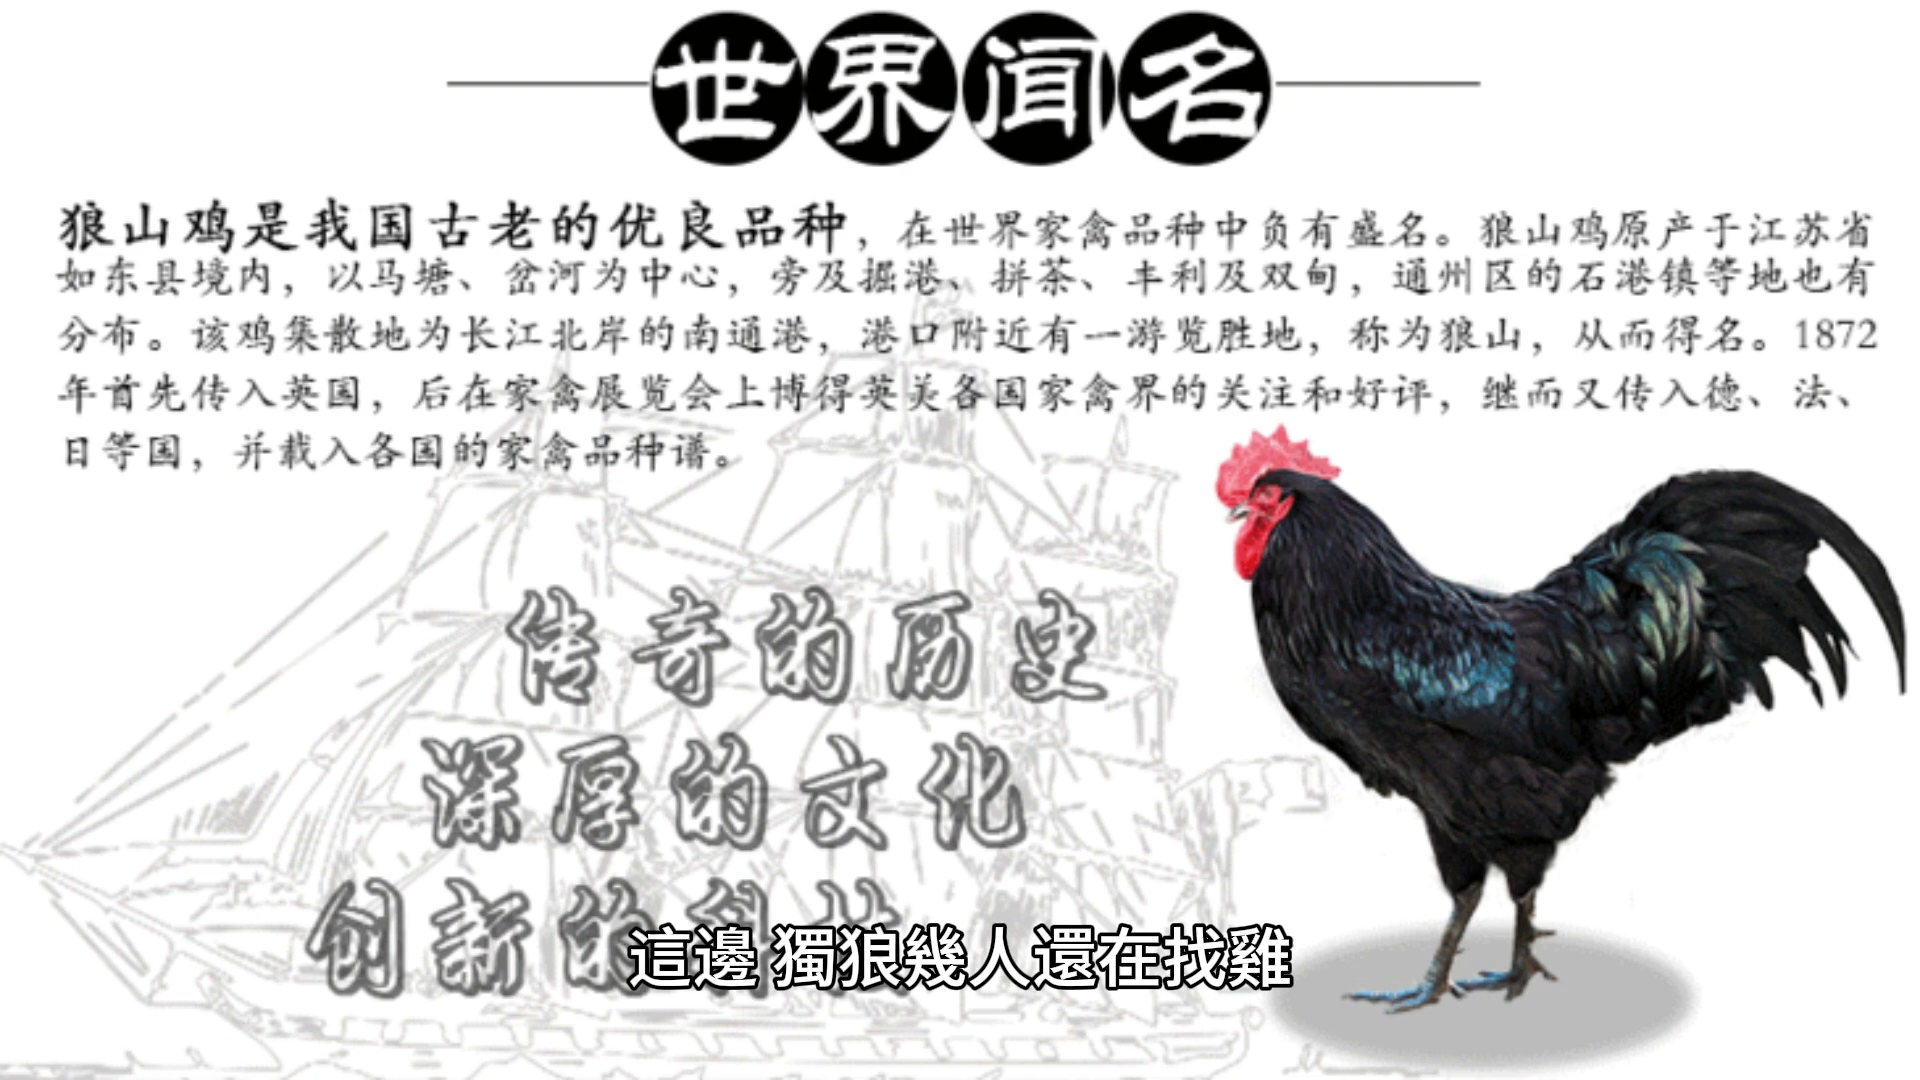 世界闻名
狼山鸡是我国古老的优良品种，在世界家禽品种中负有盛名。狼山鸡原产于江苏省
如东县境内，以马塘、岔河为中心，旁及掘港、拼茶、丰利及双甸，通州区的石港镇等地也有
分布。该鸡集散地为长江北岸的南通港，港口附近有一游览胜地，称为狼山，从而得名。1872
年首先传入英国，后在家禽展览会上博得英美各国家禽界的关注和好评，继而又传入德、法、
日等国，并载入各国的家禽品种谱。
传奇的历史
深厚的文化
创新的
這邊 獨狼幾人還在找雞